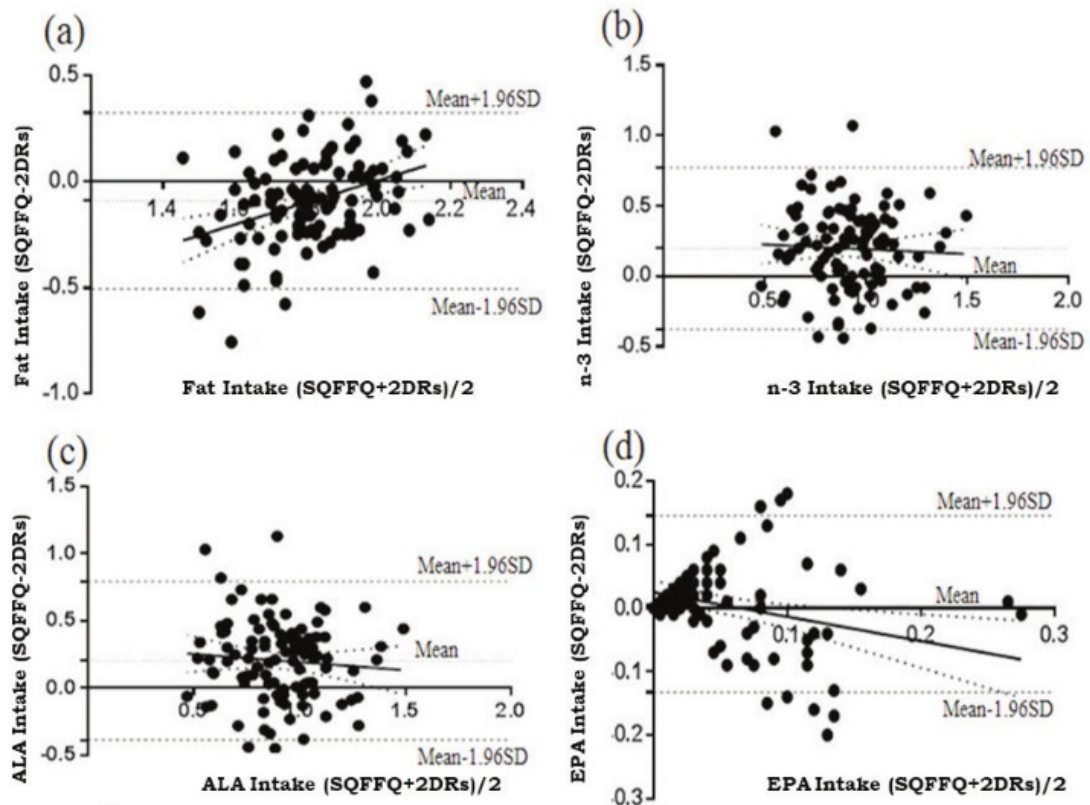 (a)
0.5
Mean+1.96SD
0.0
Mean
1.4
1.6
1.8
2.0
2.2
2.4
-0.5
Mean-1.96SD
-1.0
Fat Intake (SQFFQ-2DRs)
Fat Intake (SQFFQ+2DRs)/2
(b)
1.5
1.0
Mean+1.96SD
0.5
Mean
0.0
0.5
1.0
1.5
2.0
Mean-1.96SD
-0.5
n-3 Intake (SQFFQ-2DRs)
n-3 Intake (SQFFQ+2DRs)/2
(c)
1.5
1.0
Mean+1.96SD
0.5
Mean
0.0
0.5
1.0
1.5
2.0
Mean-1.96SD
-0.5
ALA Intake (SQFFQ-2DRs)
ALA Intake (SQFFQ+2DRs)/2
(d)
0.2
Mean+1.96SD
0.1
Mean
0.0
0.1
0.2
0.3
-0.1
Mean-1.96SD
-0.2
-0.3
EPA Intake (SQFFQ-2DRs)
EPA Intake (SQFFQ+2DRs)/2